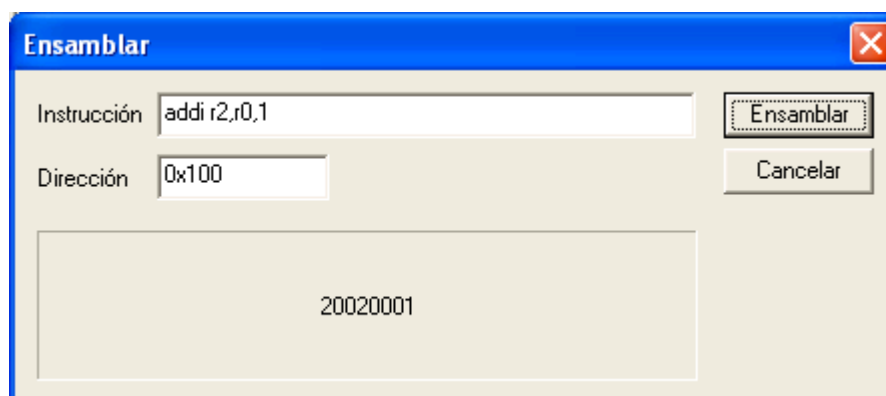 Ensamblar
Instrucción addi r2,r0,1 Ensamblar
Dirección 0x100 Cancelar
20020001